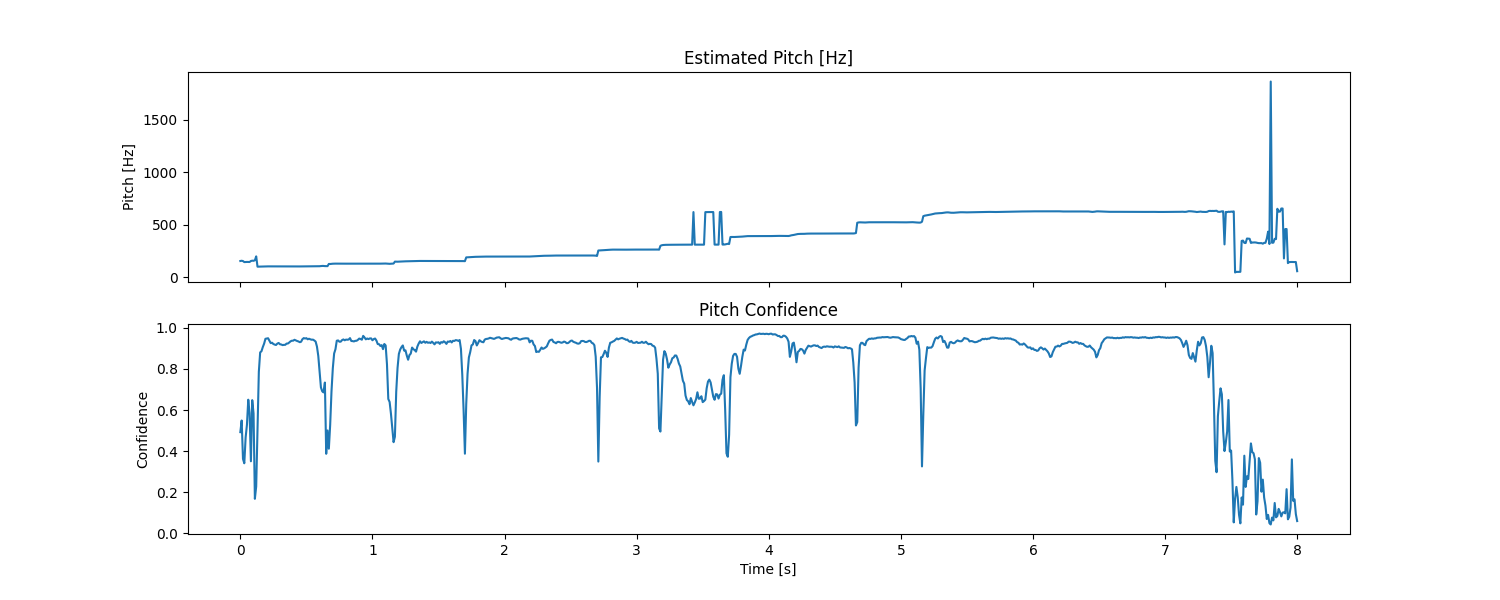 Estimated Pitch [Hz]
Pitch [Hz]
1500
1000
500
0
Pitch Confidence
Confidence
1.0
0.8
0.6
0.4
0.2
0.0
0 1 2 3 4 5 6 7 8
Time [s]